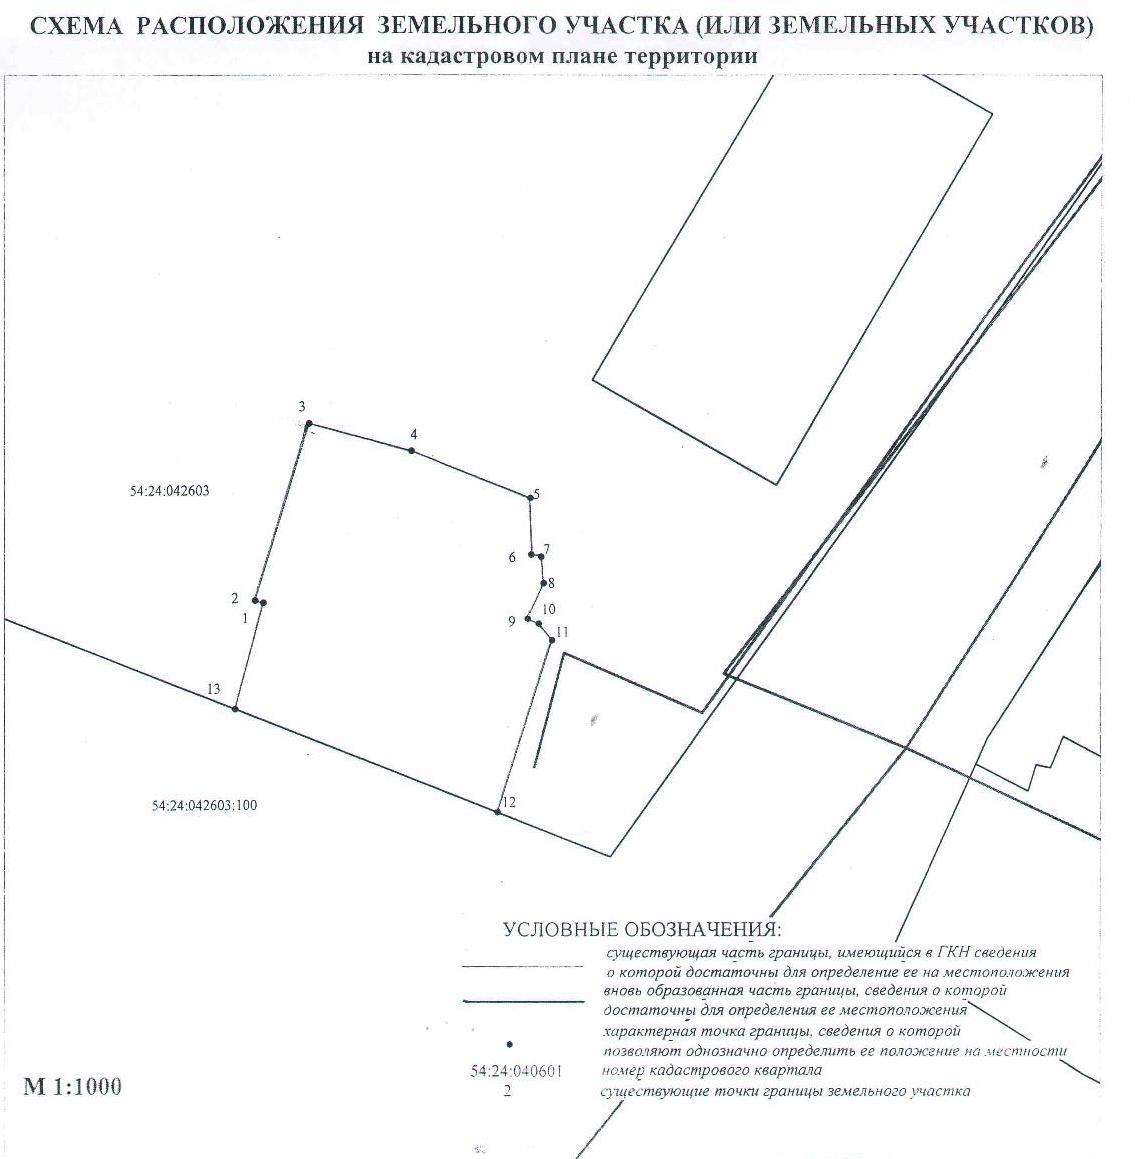 СХЕМА РАСПОЛОЖЕНИЯ ЗЕМЕЛЬНОГО УЧАСТКА (ИЛИ ЗЕМЕЛЬНЫХ УЧАСТКОВ)
на кадастровом плане территории
3
4
54:24:042603
5
6
7
8
2
1
9
10
11
13
54:24:042603:100
12
УСЛОВНЫЕ ОБОЗНАЧЕНИЯ:
существующая часть границы, имеющийся в ГКН сведения
о которой достаточны для определение ее на местоположения
вновь образованная часть границы, сведения о которой
достаточны для определения ее местоположения
характерная точка границы, сведения о которой
позволяют однозначно определить ее положение на местности
54:24:040601 номер кадастрового квартала
2 существующие точки границы земельного участка
М 1:1000